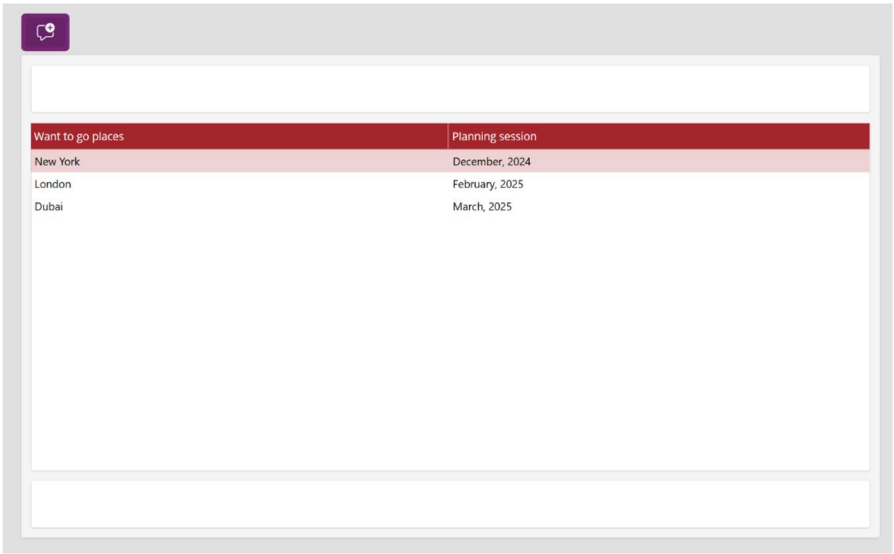 Want to go places Planning session
New York December, 2024
London February, 2025
Dubai March, 2025